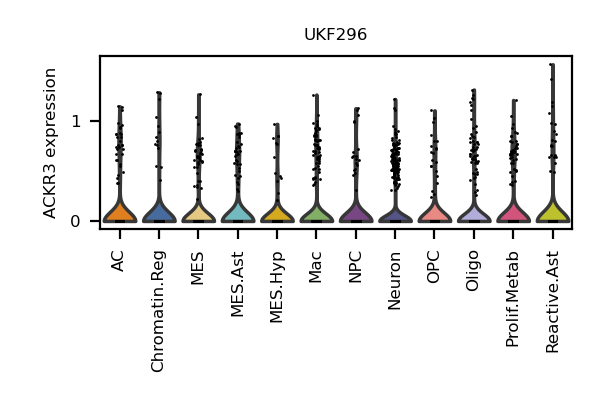 UKF296
ACKR3 expression
1
0
AC
Chromatin.Reg
MES
MES.Ast
MES.Hyp
Mac
NPC
Neuron
OPC
Oligo
Prolif.Metab
Reactive.Ast